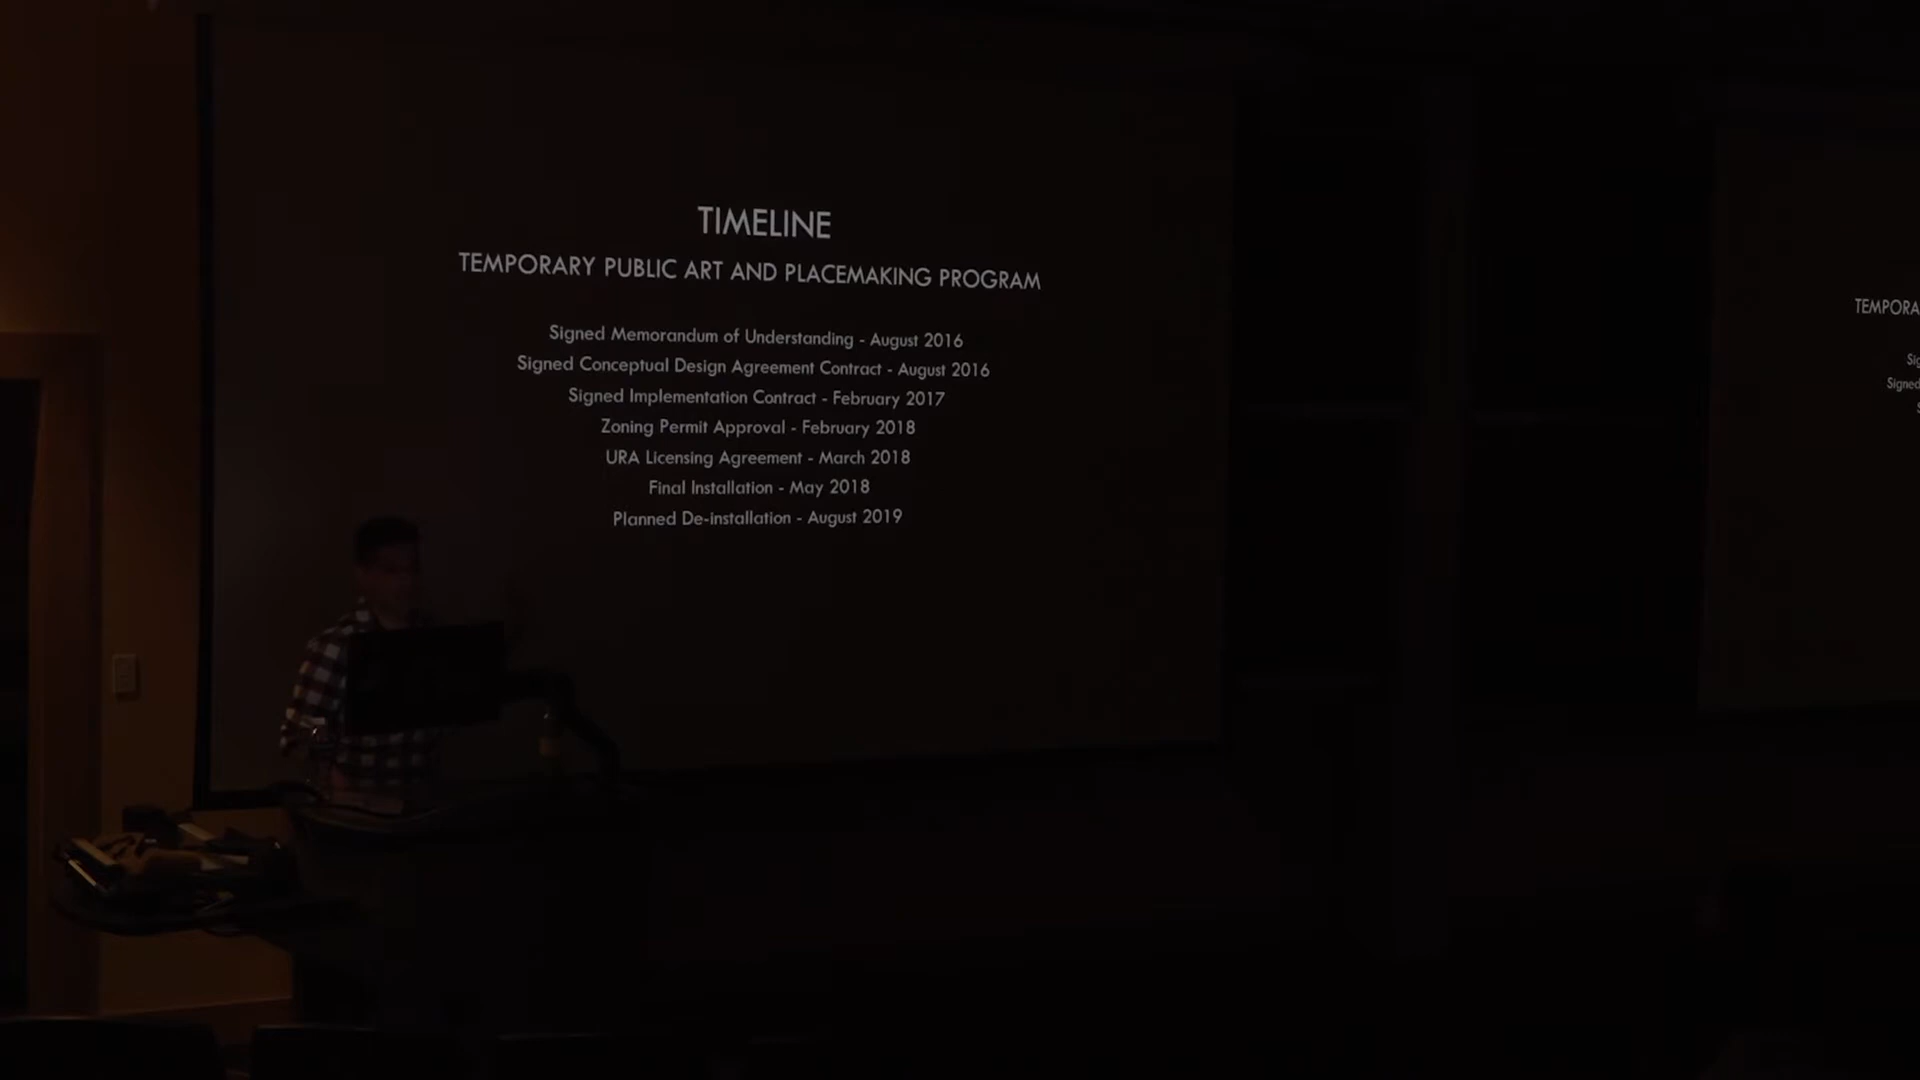 TIMELINE
TEMPORARY PUBLIC ART AND PLACEMAKING PROGRAM
Signed Memorandum of Understanding - August 2016
Signed Conceptual Design Agreement Contract - August 2016
Signed Implementation Contract - February 2017
Zoning Permit Approval - February 2018
URA Licensing Agreement - March 2018
Final Installation - May 2018
Planned De-installation - August 2019
TEMPORA
Sig
Signed
S